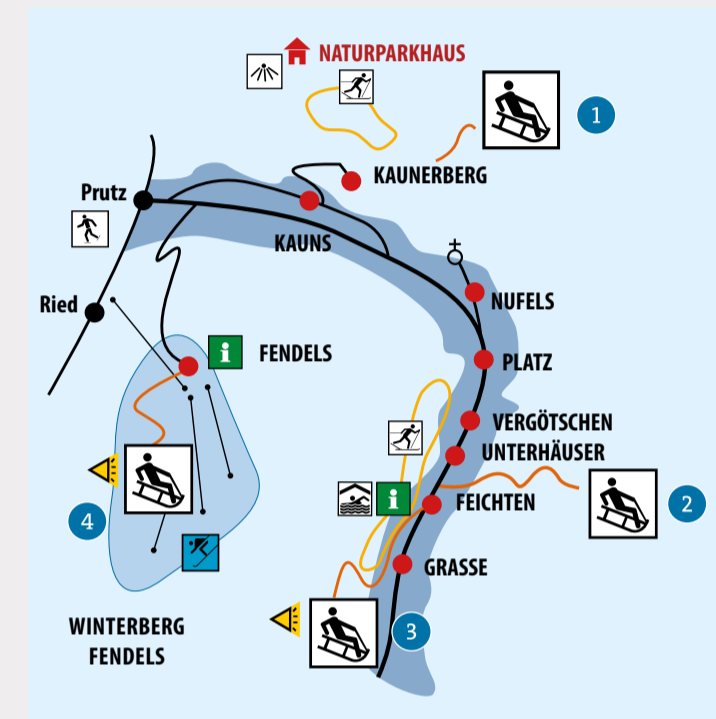 NATURPARKHAUS
1
KAUNERBERG
Prutz
KAUNS
NUFELS
Ried
i
FENDELS
PLATZ
VERGÖTSCHEN
UNTERHÄUSER
i
FEICHTEN
2
4
GRASSE
3
WINTERBERG
FENDELS